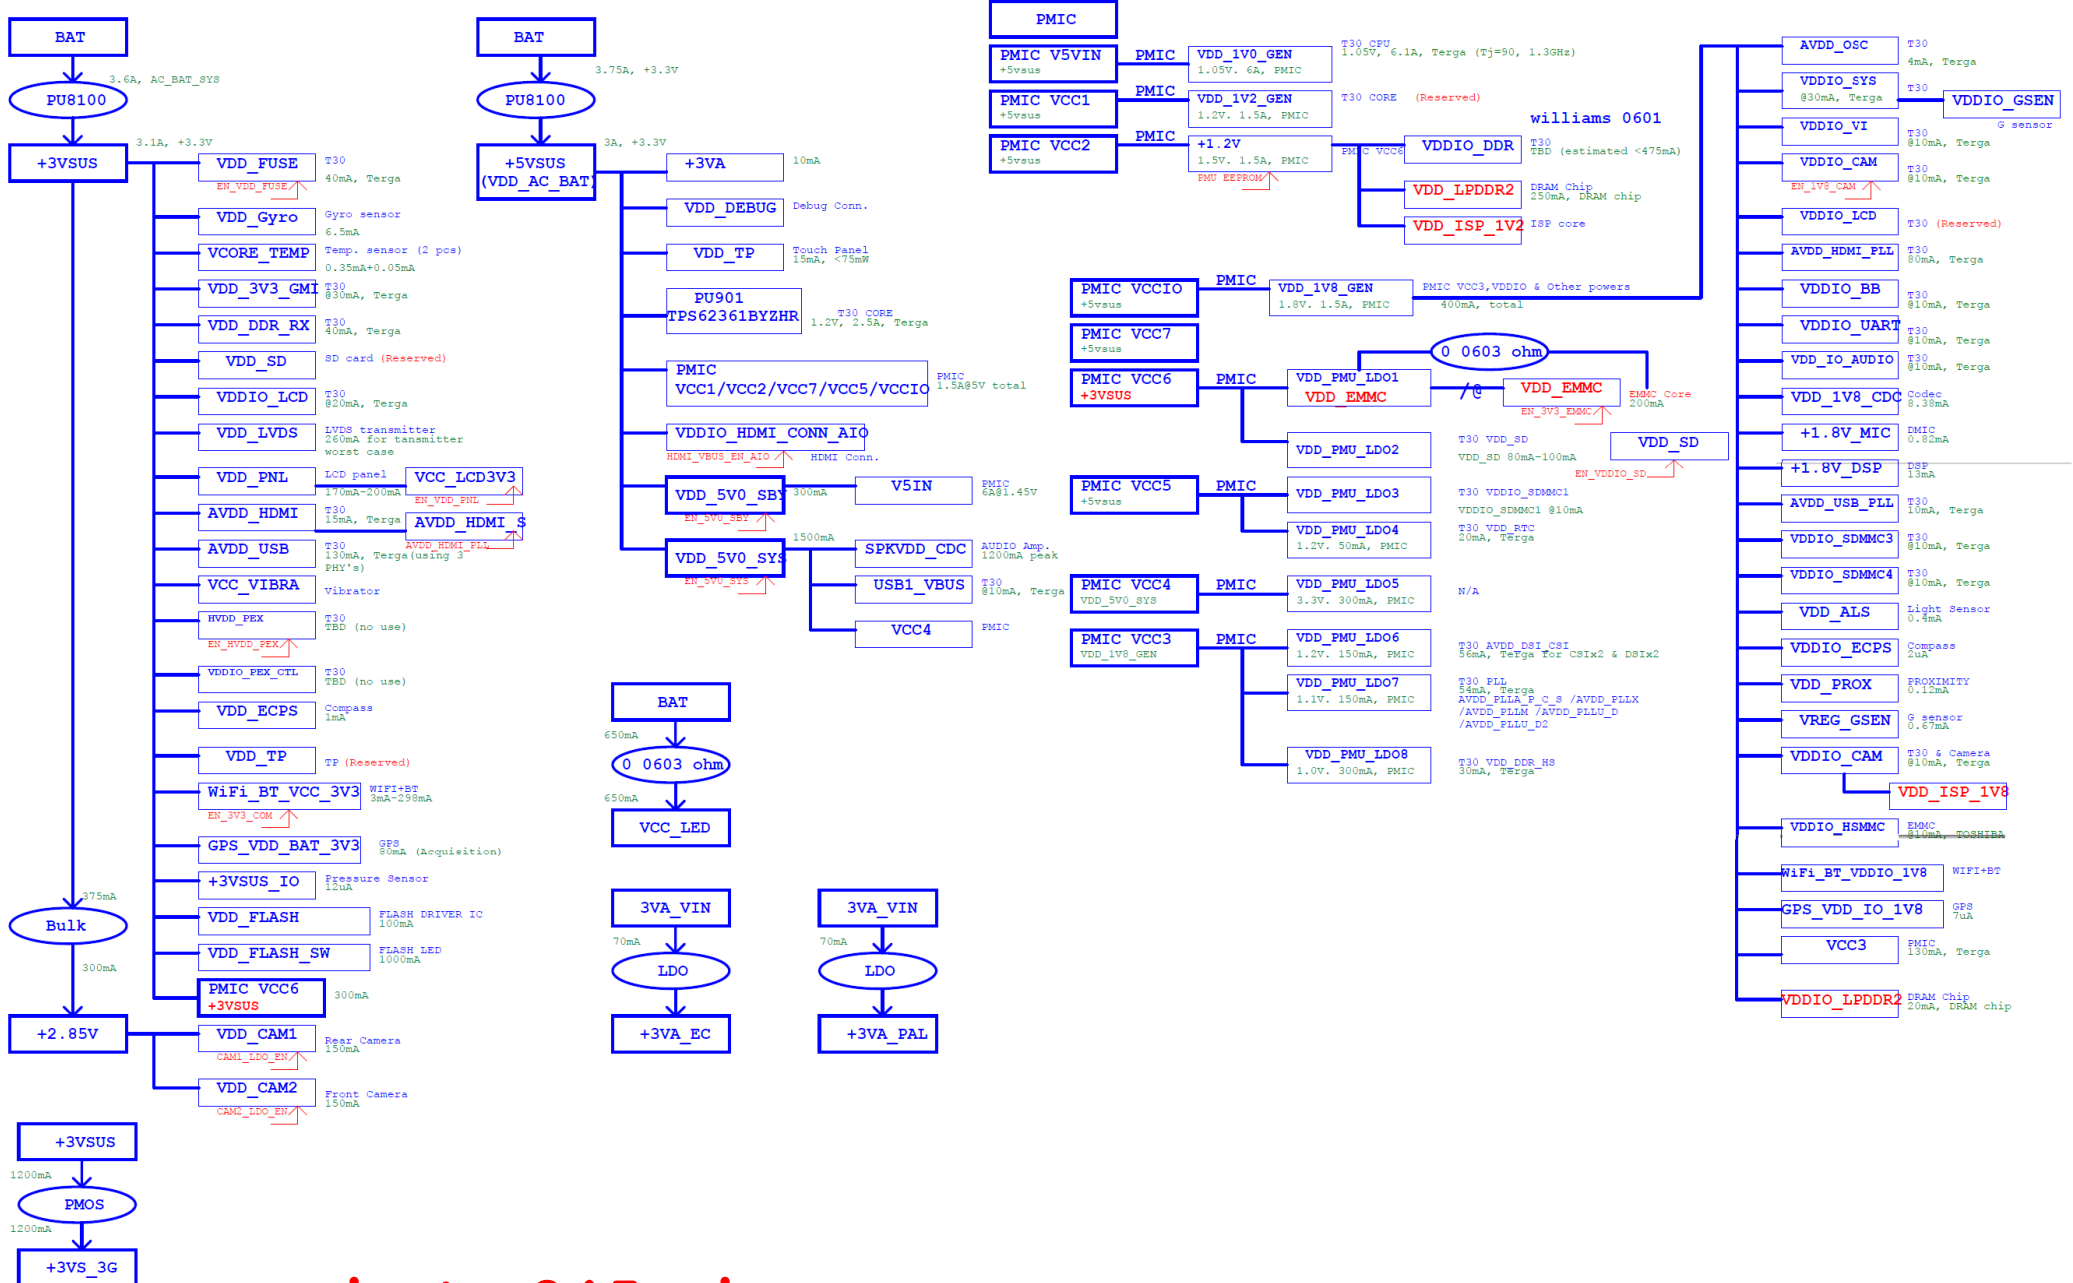 BAT
3.6A, AC_BAT_SYS
PU8100
3.1A, +3.3V
+3VSUS
VDD_FUSE
T30
40mA, Terga
EN_VDD_FUSE
VDD_Gyro
Gyro sensor
6.5mA
VCORE_TEMP
Temp. sensor (2 pcs)
0.35mA+0.05mA
VDD_3V3_GMI
T30
@30mA, Terga
VDD_DDR_RX
T30
40mA, Terga
VDD_SD
SD card (Reserved)
VDDIO_LCD
T30
@20mA, Terga
VDD_LVDS
LVDS transmitter
260mA for tansmitter
worst case
VDD_PNL
LCD panel
170mA-200mA
VCC_LCD3V3
EN_VDD_PNL
AVDD_HDMI
T30
15mA, Terga
AVDD_HDMI_S
AVDD_HDMI_PLL
AVDD_USB
T30
130mA, Terga(using 3
PHY's)
VCC_VIBRA
Vibrator
HVDD_PEX
T30
TBD (no use)
EN_HVDD_PEX
VDDIO_PEX_CTL
T30
TBD (no use)
VDD_ECPS
Compass
1mA
VDD_TP
TP (Reserved)
WiFi_BT_VCC_3V3
WIFI+BT
3mA-298mA
EN_3V3_COM
GPS_VDD_BAT_3V3
GPS
80mA (Acquisition)
+3VSUS_IO
Pressure Sensor
12uA
VDD_FLASH
FLASH DRIVER IC
100mA
VDD_FLASH_SW
FLASH LED
1000mA
PMIC VCC6
+3VSUS
300mA
375mA
Bulk
300mA
+2.85V
VDD_CAM1
Rear Camera
150mA
CAM1_LDO_EN
VDD_CAM2
Front Camera
150mA
CAM2_LDO_EN
+3VSUS
1200mA
PMOS
1200mA
+3VS_3G
BAT
3.75A, +3.3V
PU8100
3A, +3.3V
+5VSUS
(VDD_AC_BAT)
+3VA
10mA
VDD_DEBUG
Debug Conn.
VDD_TP
Touch Panel
15mA, <75mW
PU901
TPS62361BYZHR
T30 CORE
1.2V, 2.5A, Terga
PMIC
VCC1/VCC2/VCC7/VCC5/VCCIO
PMIC
1.5A@5V total
VDDIO_HDMI_CONN_AIO
HDMI_VBUS_EN_AIO
HDMI Conn.
VDD_5V0_SBY
300mA
EN_5V0_SBY
V5IN
PMIC
6A@1.45V
VDD_5V0_SYS
1500mA
EN_5V0_SYS
SPKVDD_CDC
AUDIO Amp.
1200mA peak
USB1_VBUS
T30
@10mA, Terga
VCC4
PMIC
BAT
650mA
0 0603 ohm
650mA
VCC_LED
3VA_VIN
70mA
LDO
+3VA_EC
3VA_VIN
70mA
LDO
+3VA_PAL
PMIC
PMIC V5VIN
+5vsus
PMIC
VDD_1V0_GEN
1.05V. 6A, PMIC
T30 CPU
1.05V, 6.1A, Terga (Tj=90, 1.3GHz)
PMIC VCC1
+5vsus
PMIC
VDD_1V2_GEN
1.2V. 1.5A, PMIC
T30 CORE (Reserved)
williams 0601
PMIC VCC2
+5vsus
PMIC
+1.2V
1.5V. 1.5A, PMIC
PMU EEPROM
PMIC VCC6
VDDIO_DDR
T30
TBD (estimated <475mA)
VDD_LPDDR2
DRAM Chip
250mA, DRAM chip
VDD_ISP_1V2
ISP core
PMIC VCCIO
+5vsus
PMIC
VDD_1V8_GEN
1.8V. 1.5A, PMIC
PMIC VCC3,VDDIO & Other powers
400mA, total
PMIC VCC7
+5vsus
0 0603 ohm
PMIC VCC6
+3VSUS
PMIC
VDD_PMU_LDO1
VDD_EMMC
/@
VDD_EMMC
EMMC Core
200mA
EN_3V3_EMMC
VDD_PMU_LDO2
T30 VDD_SD
VDD_SD 80mA-100mA
VDD_SD
EN_VDDIO_SD
PMIC VCC5
+5vsus
PMIC
VDD_PMU_LDO3
T30 VDDIO_SDMMC1
VDDIO_SDMMC1 @10mA
VDD_PMU_LDO4
1.2V. 50mA, PMIC
T30 VDD_RTC
20mA, Terga
PMIC VCC4
VDD_5V0_SYS
PMIC
VDD_PMU_LDO5
3.3V. 300mA, PMIC
N/A
PMIC VCC3
VDD_1V8_GEN
PMIC
VDD_PMU_LDO6
1.2V. 150mA, PMIC
T30 AVDD_DSI_CSI
56mA, Terga for CSIx2 & DSIx2
VDD_PMU_LDO7
1.1V. 150mA, PMIC
T30 PLL
54mA, Terga
AVDD_PLLA_P_C_S /AVDD_PLLX
/AVDD_PLLM /AVDD_PLLU_D
/AVDD_PLLU_D2
VDD_PMU_LDO8
1.0V. 300mA, PMIC
T30 VDD_DDR_HS
30mA, Terga
AVDD_OSC
T30
4mA, Terga
VDDIO_SYS
@30mA, Terga
T30
VDDIO_GSEN
G sensor
VDDIO_VI
T30
@10mA, Terga
VDDIO_CAM
T30
@10mA, Terga
EN_1V8_CAM
VDDIO_LCD
T30 (Reserved)
AVDD_HDMI_PLL
T30
80mA, Terga
VDDIO_BB
T30
@10mA, Terga
VDDIO_UART
T30
@10mA, Terga
VDD_IO_AUDIO
T30
@10mA, Terga
VDD_1V8_CDC
Codec
8.38mA
+1.8V_MIC
DMIC
0.82mA
+1.8V_DSP
DSP
13mA
AVDD_USB_PLL
T30
10mA, Terga
VDDIO_SDMMC3
T30
@10mA, Terga
VDDIO_SDMMC4
T30
@10mA, Terga
VDD_ALS
Light Sensor
0.4mA
VDDIO_ECPS
Compass
2uA
VDD_PROX
PROXIMITY
0.12mA
VREG_GSEN
G sensor
0.67mA
VDDIO_CAM
T30 & Camera
@10mA, Terga
VDD_ISP_1V8
VDDIO_HSMMC
EMMC
@10mA, TOSHIBA
WiFi_BT_VDDIO_1V8
WIFI+BT
GPS_VDD_IO_1V8
GPS
7uA
VCC3
PMIC
130mA, Terga
VDDIO_LPDDR2
DRAM Chip
20mA, DRAM chip